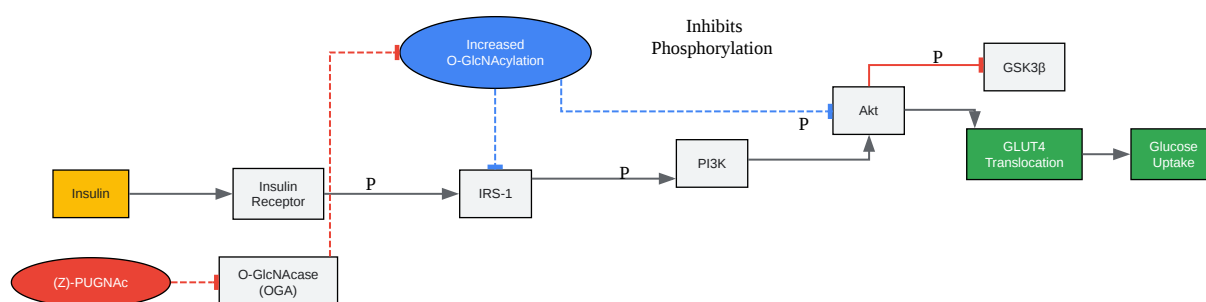 Inhibits
Phosphorylation
Increased
O-GlcNAcylation
P
GSK3β
Akt
P
GLUT4
Translocation
Glucose
Uptake
PI3K
P
Insulin
Insulin
Receptor
P
IRS-1
(Z)-PUGNAc
O-GlcNAcase
(OGA)